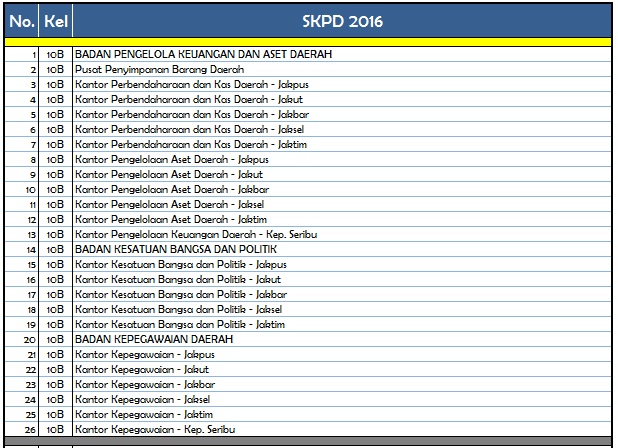 No. Kel SKPD 2016
1 10B BADAN PENGELOLA KEUANGAN DAN ASET DAERAH
2 10B Pusat Penyimpanan Barang Daerah
3 10B Kantor Perbendaharaan dan Kas Daerah - Jakpus
4 10B Kantor Perbendaharaan dan Kas Daerah - Jakut
5 10B Kantor Perbendaharaan dan Kas Daerah - Jakbar
6 10B Kantor Perbendaharaan dan Kas Daerah - Jaksel
7 10B Kantor Perbendaharaan dan Kas Daerah - Jaktim
8 10B Kantor Pengelolaan Aset Daerah - Jakpus
9 10B Kantor Pengelolaan Aset Daerah - Jakut
10 10B Kantor Pengelolaan Aset Daerah - Jakbar
11 10B Kantor Pengelolaan Aset Daerah - Jaksel
12 10B Kantor Pengelolaan Aset Daerah - Jaktim
13 10B Kantor Pengelolaan Keuangan Daerah - Kep. Seribu
14 10B BADAN KESATUAN BANGSA DAN POLITIK
15 10B Kantor Kesatuan Bangsa dan Politik - Jakpus
16 10B Kantor Kesatuan Bangsa dan Politik - Jakut
17 10B Kantor Kesatuan Bangsa dan Politik - Jakbar
18 10B Kantor Kesatuan Bangsa dan Politik - Jaksel
19 10B Kantor Kesatuan Bangsa dan Politik - Jaktim
20 10B BADAN KEPEGAWAIAN DAERAH
21 10B Kantor Kepegawaian - Jakpus
22 10B Kantor Kepegawaian - Jakut
23 10B Kantor Kepegawaian - Jakbar
24 10B Kantor Kepegawaian - Jaksel
25 10B Kantor Kepegawaian - Jaktim
26 10B Kantor Kepegawaian - Kep. Seribu